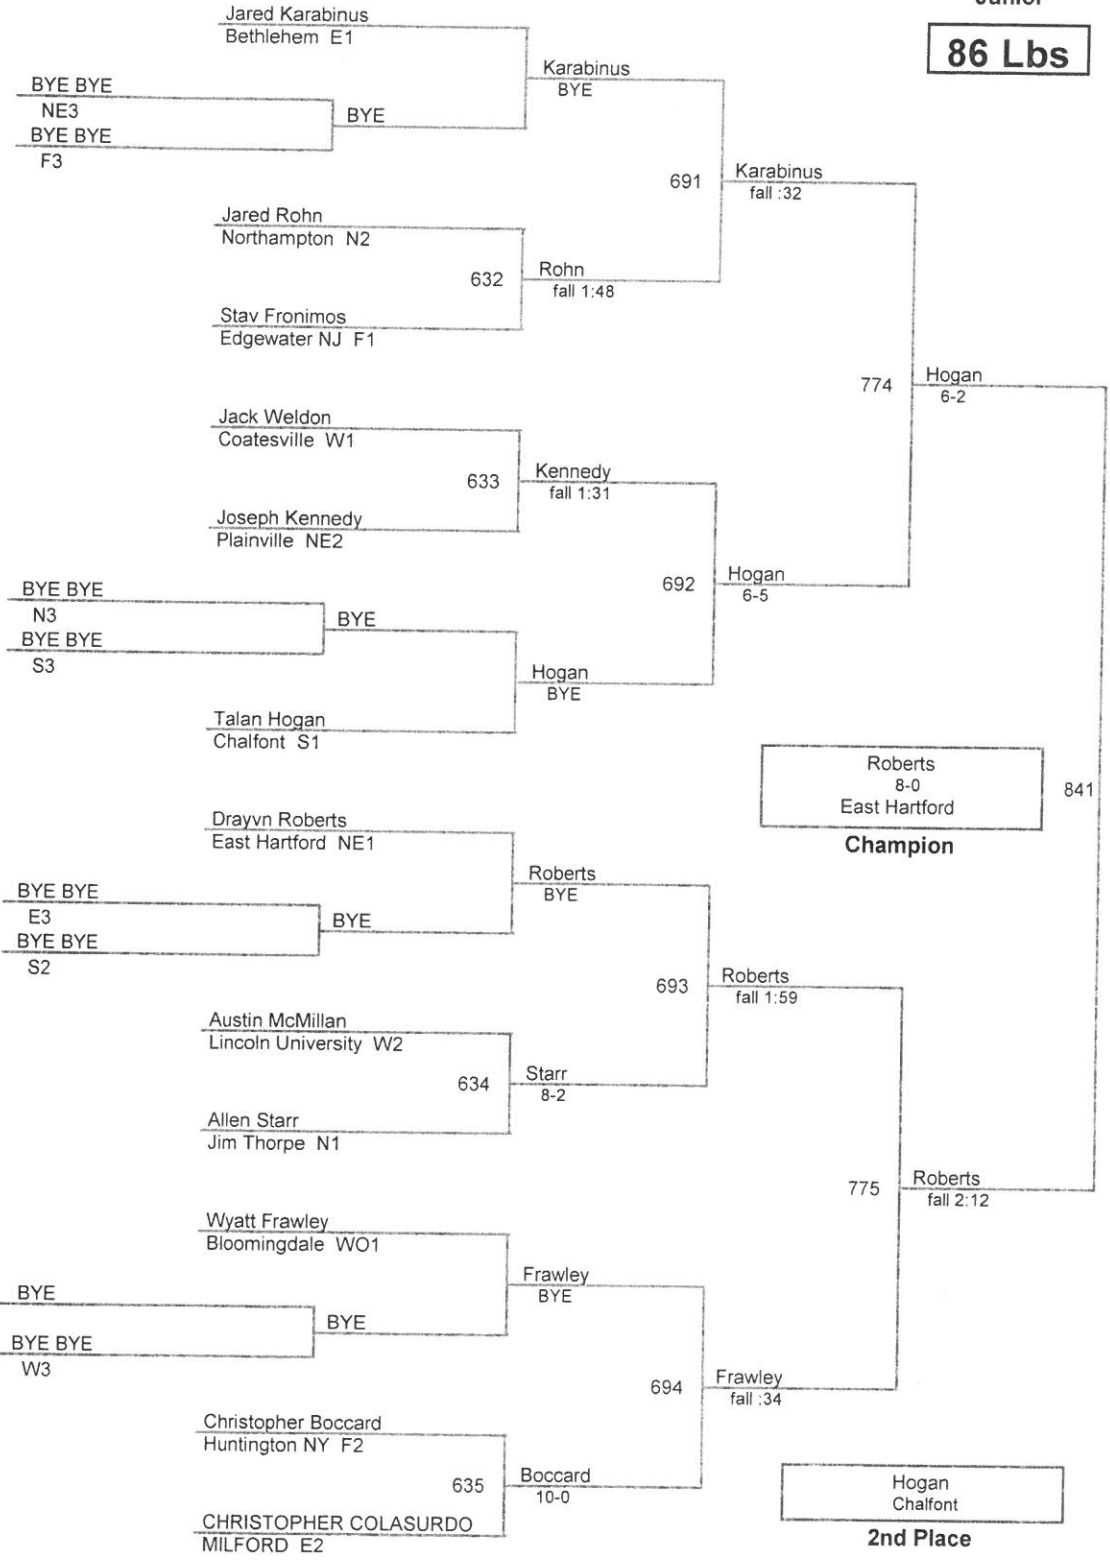 Junior
86 Lbs
Jared Karabinus
Bethlehem E1
Karabinus
BYE
BYE BYE
NE3
BYE
BYE BYE
F3
691
Karabinus
fall :32
Jared Rohn
Northampton N2
632
Rohn
fall 1:48
Stav Fronimos
Edgewater NJ F1
774
Hogan
6-2
Jack Weldon
Coatesville W1
633
Kennedy
fall 1:31
Joseph Kennedy
Plainville NE2
692
Hogan
6-5
BYE BYE
N3
BYE
BYE BYE
S3
Hogan
BYE
Talan Hogan
Chalfont S1
Roberts
8-0
East Hartford
841
Champion
Drayvn Roberts
East Hartford NE1
Roberts
BYE
BYE BYE
E3
BYE
BYE BYE
S2
693
Roberts
fall 1:59
Austin McMillan
Lincoln University W2
634
Starr
8-2
Allen Starr
Jim Thorpe N1
775
Roberts
fall 2:12
Wyatt Frawley
Bloomingdale WO1
Frawley
BYE
BYE
BYE
BYE BYE
W3
694
Frawley
fall :34
Christopher Boccard
Huntington NY F2
635
Boccard
10-0
CHRISTOPHER COLASURDO
MILFORD E2
Hogan
Chalfont
2nd Place